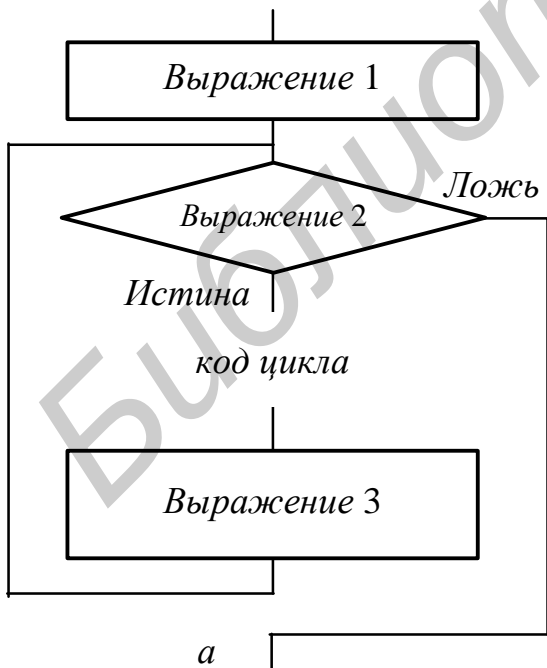 Выражение 1
Ложь
Выражение 2
Истина
код цикла
Выражение 3
а